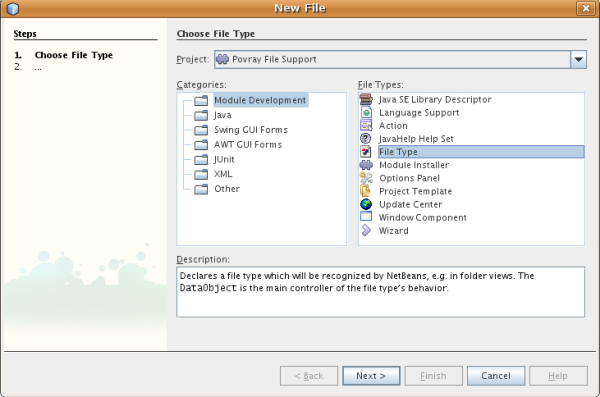 New File
Steps
1. Choose File Type
2. ...
Choose File Type
Project: Povray File Support
Categories:
Module Development
Java
Swing GUI Forms
AWT GUI Forms
JUnit
XML
Other
File Types:
Java SE Library Descriptor
Language Support
Action
JavaHelp Help Set
File Type
Module Installer
Options Panel
Project Template
Update Center
Window Component
Wizard
Description:
Declares a file type which will be recognized by NetBeans, e.g. in folder views. The
DataObject is the main controller of the file type's behavior.
< Back Next > Finish Cancel Help